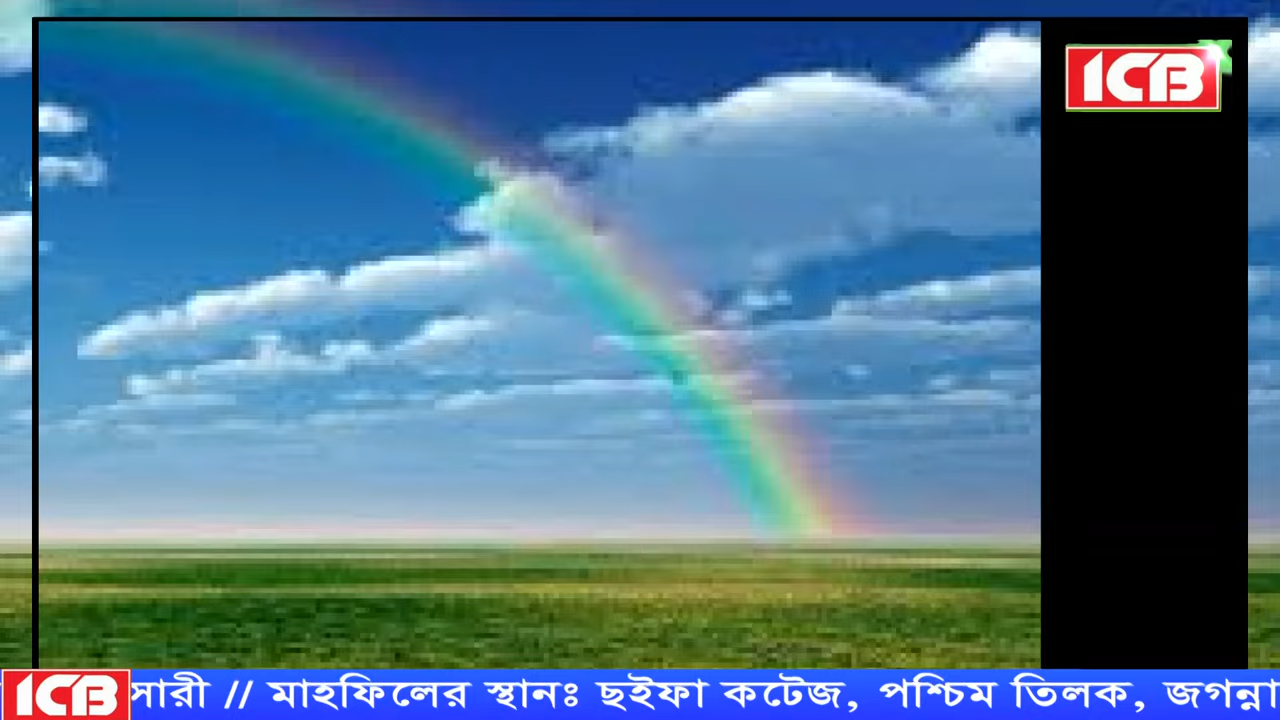 ICB
ICB
সারী // মাহফিলের স্থানঃ ছইফা কটেজ, পশ্চিম তিলক, জগন্না